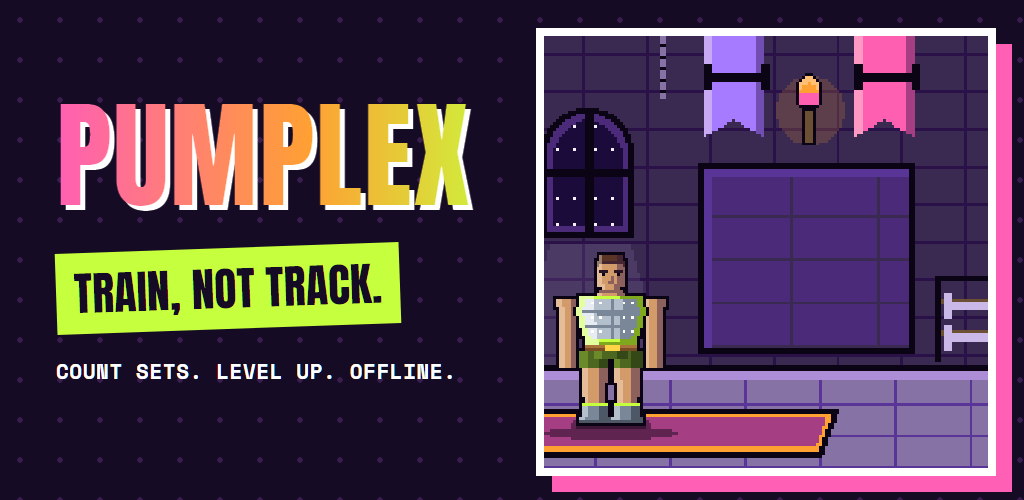 PUMPLEX
TRAIN, NOT TRACK.
COUNT SETS. LEVEL UP. OFFLINE.